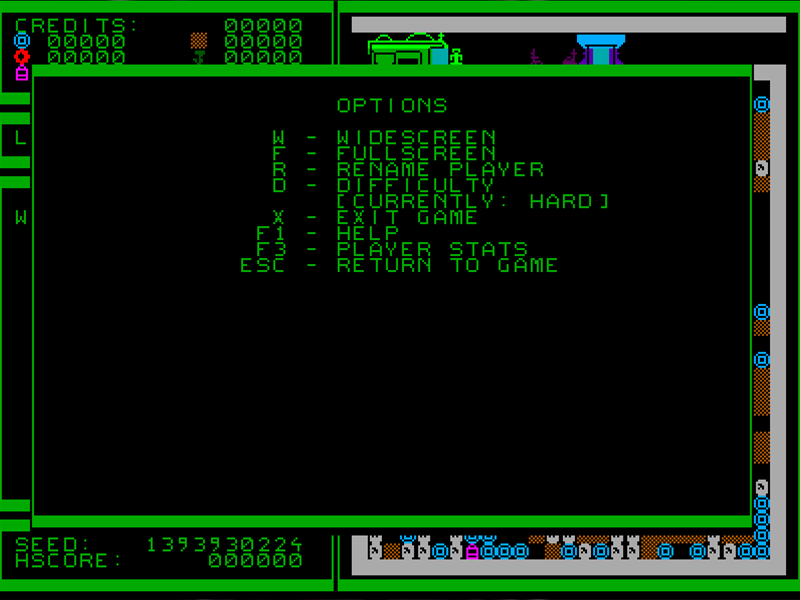 CREDITS: 00000
00000 00000
00000 00000
OPTIONS
W - WIDESCREEN
F - FULLSCREEN
R - RENAME PLAYER
D - DIFFICULTY
[CURRENTLY: HARD]
X - EXIT GAME
F1 - HELP
F3 - PLAYER STATS
ESC - RETURN TO GAME
L
W
SEED: 1393930224
HSCORE: 000000